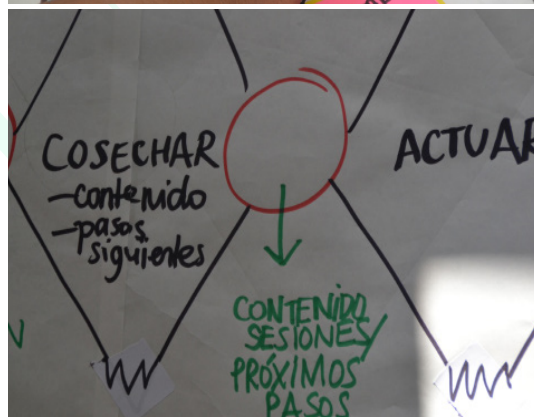 COSECHAR
-contenido
-pasos
siguientes
ACTUAR
CONTENIDO
SESIONES/
PRÓXIMOS
PASOS
N